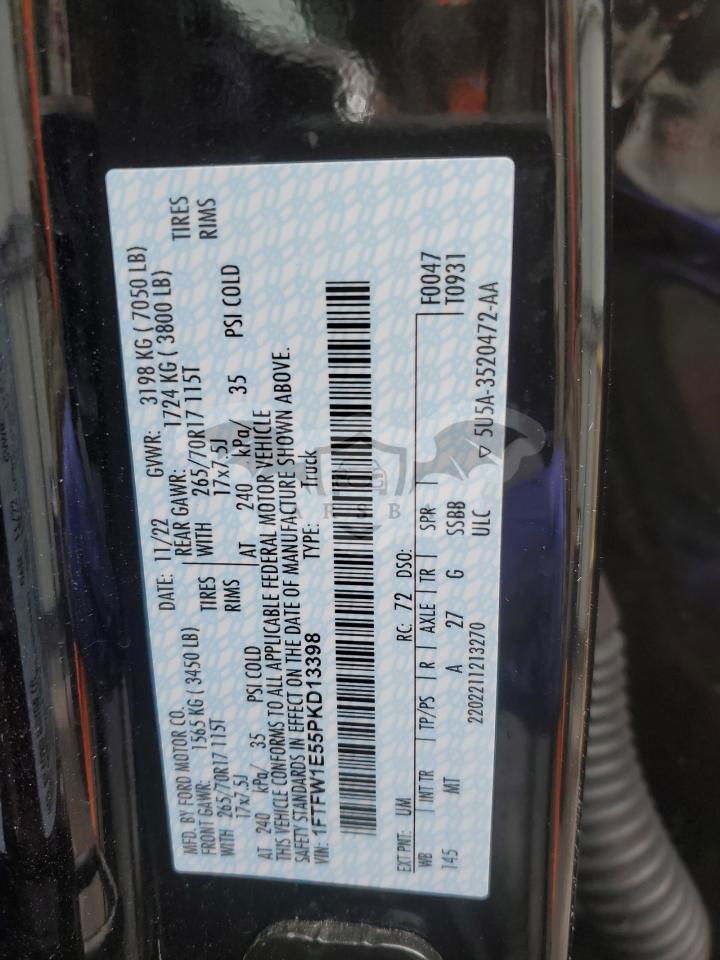 MFD. BY FORD MOTOR CO. DATE: 11/22 GVWR: 3198 KG ( 7050 LB)
FRONT GAWR: 1565 KG ( 3450 LB) REAR GAWR: 1724 KG ( 3800 LB)
WITH 265/70R17 115T TIRES WITH 265/70R17 115T TIRES
17x7.5J RIMS 17x7.5J RIMS
AT 240 kPa/ 35 PSI COLD AT 240 kPa/ 35 PSI COLD
THIS VEHICLE CONFORMS TO ALL APPLICABLE FEDERAL MOTOR VEHICLE
SAFETY STANDARDS IN EFFECT ON THE DATE OF MANUFACTURE SHOWN ABOVE.
VIN: 1FTFW1E55PKD13398 TYPE: Truck
ARSB
EXT PNT: UM RC: 72 DSO: F0047
WB INT TR TP/PS R AXLE TR SPR T0931
145 MT A 27 G SSBB
2202211213270 ULC ▽ 5U5A-3520472-AA